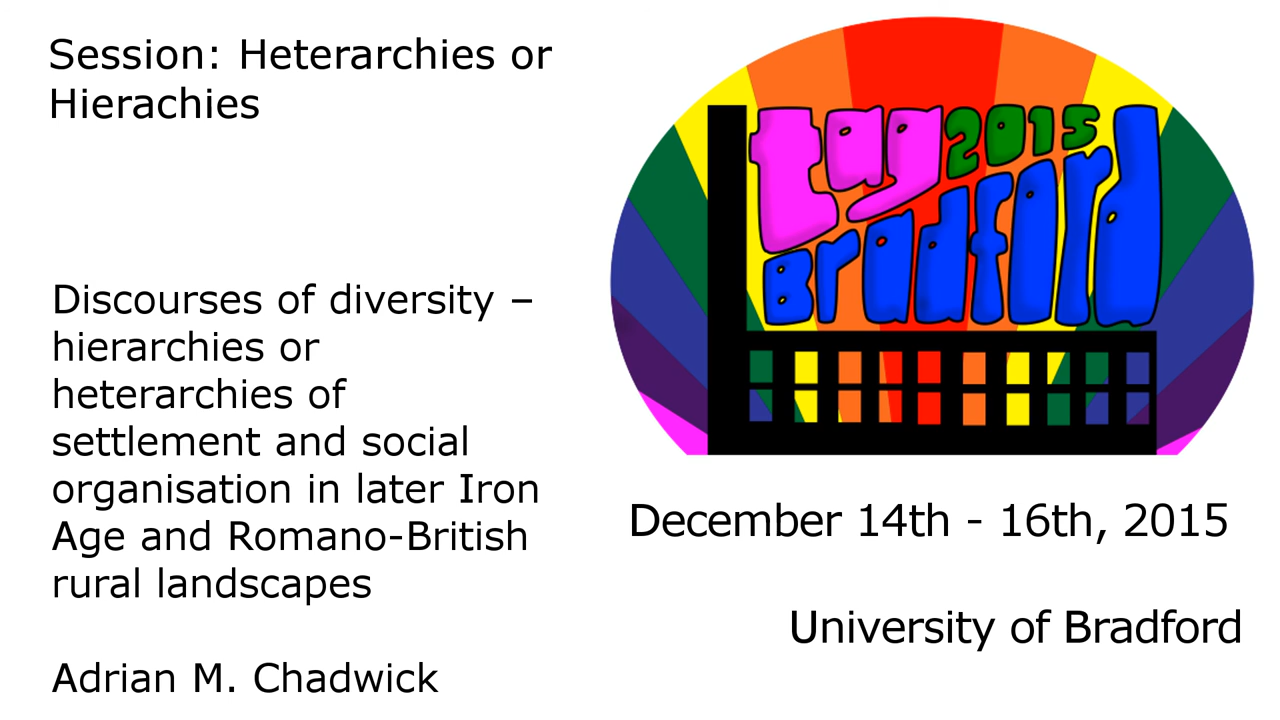 Session: Heterarchies or
Hierachies
Discourses of diversity –
hierarchies or
heterarchies of
settlement and social
organisation in later Iron
Age and Romano-British
rural landscapes
Adrian M. Chadwick
tag 2015
Bradford
December 14th - 16th, 2015
University of Bradford